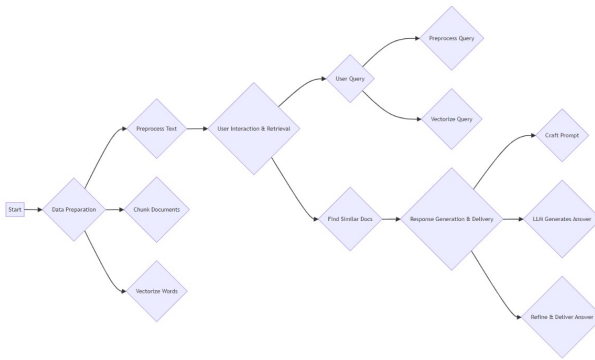 Start
Data Preparation
Preprocess Text
Chunk Documents
Vectorize Words
User Interaction & Retrieval
User Query
Preprocess Query
Vectorize Query
Find Similar Docs
Response Generation & Delivery
Craft Prompt
LLM Generates Answer
Refine & Deliver Answer